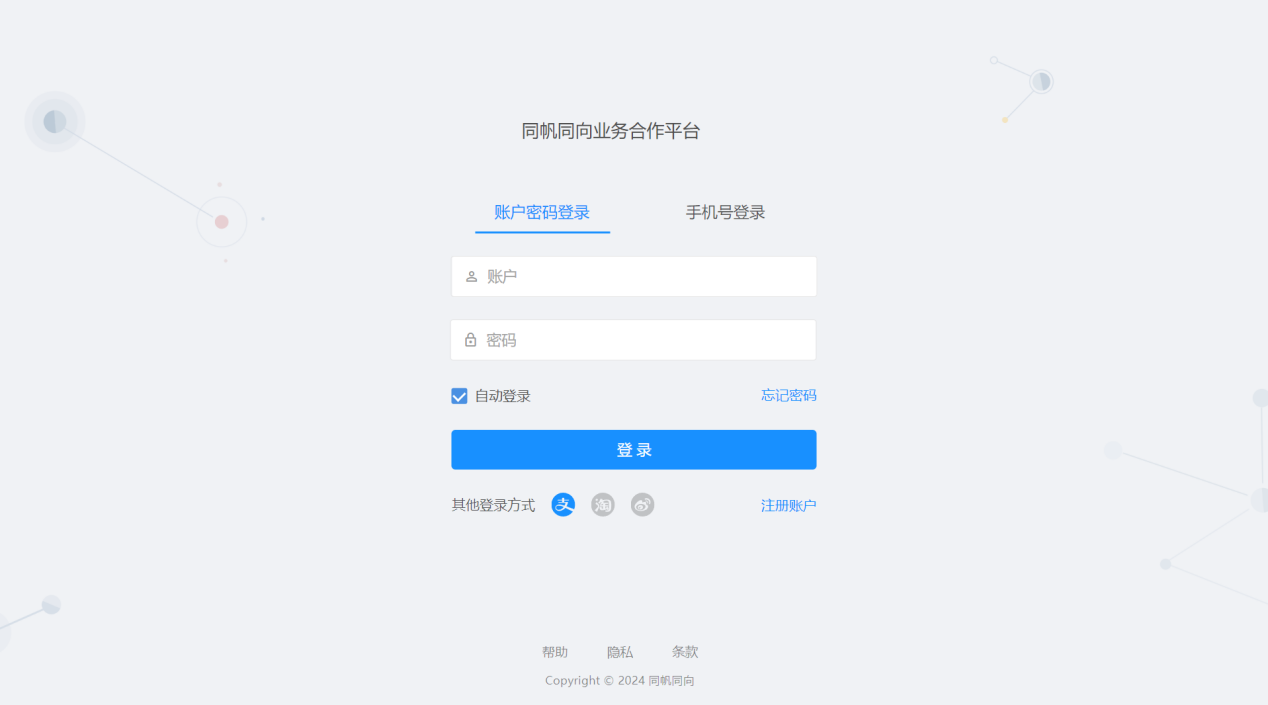 同帆同向业务合作平台
账户密码登录 手机号登录
账户
密码
自动登录 忘记密码
登 录
其他登录方式 支 淘 注册账户
帮助 隐私 条款
Copyright © 2024 同帆同向